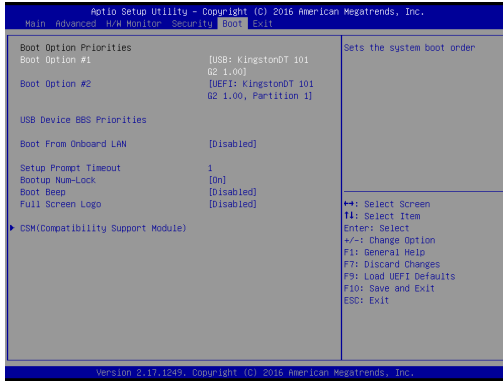 Aptio Setup Utility - Copyright (C) 2016 American Megatrends, Inc.
Main Advanced H/W Monitor Security Boot Exit
Boot Option Priorities
Boot Option #1 [USB: KingstonDT 101
G2 1.00]
Boot Option #2 [UEFI: KingstonDT 101
G2 1.00, Partition 1]
USB Device BBS Priorities
Boot From Onboard LAN [Disabled]
Setup Prompt Timeout 1
Bootup Num-Lock [On]
Boot Beep [Disabled]
Full Screen Logo [Disabled]
CSM(Compatibility Support Module)
Sets the system boot order
↔: Select Screen
↑↓: Select Item
Enter: Select
+/-: Change Option
F1: General Help
F7: Discard Changes
F9: Load UEFI Defaults
F10: Save and Exit
ESC: Exit
Version 2.17.1249. Copyright (C) 2016 American Megatrends, Inc.